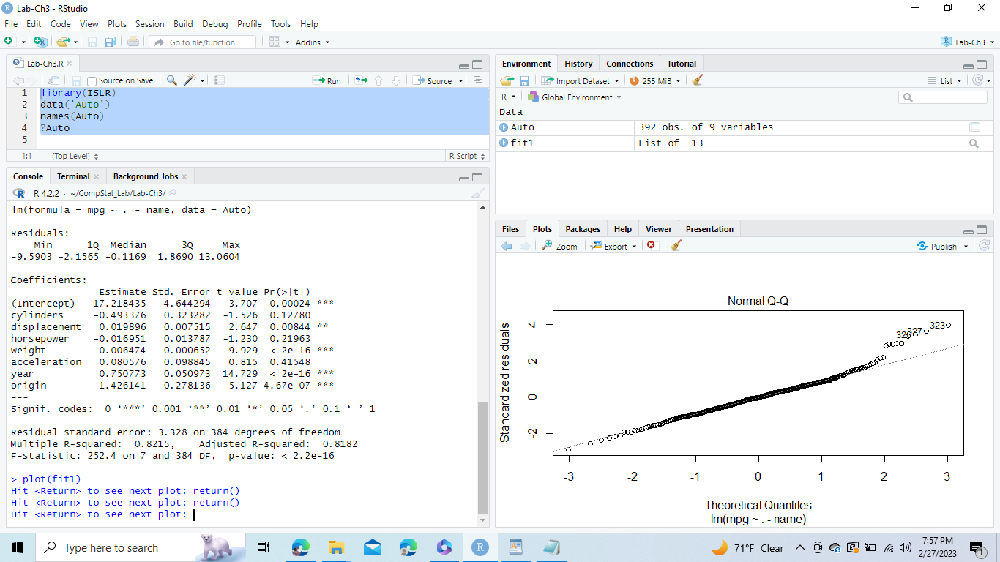 Lab-Ch3 - RStudio
File Edit Code View Plots Session Build Debug Profile Tools Help
Go to file/function Addins Lab-Ch3
Lab-Ch3.R
Source on Save Run Source
1 library(ISLR)
2 data('Auto')
3 names(Auto)
4 ?Auto
5
1:1 (Top Level) R Script
Console Terminal Background Jobs
R 4.2.2 · ~/CompStat_Lab/Lab-Ch3/
lm(formula = mpg ~ . - name, data = Auto)
Residuals:
Min 1Q Median 3Q Max
-9.5903 -2.1565 -0.1169 1.8690 13.0604
Coefficients:
Estimate Std. Error t value Pr(>|t|)
(Intercept) -17.218435 4.644294 -3.707 0.00024 ***
cylinders -0.493376 0.323282 -1.526 0.12780
displacement 0.019896 0.007515 2.647 0.00844 **
horsepower -0.016951 0.013787 -1.230 0.21963
weight -0.006474 0.000652 -9.929 < 2e-16 ***
acceleration 0.080576 0.098845 0.815 0.41548
year 0.750773 0.050973 14.729 < 2e-16 ***
origin 1.426141 0.278136 5.127 4.67e-07 ***
---
Signif. codes: 0 ‘***’ 0.001 ‘**’ 0.01 ‘*’ 0.05 ‘.’ 0.1 ‘ ’ 1
Residual standard error: 3.328 on 384 degrees of freedom
Multiple R-squared: 0.8215, Adjusted R-squared: 0.8182
F-statistic: 252.4 on 7 and 384 DF, p-value: < 2.2e-16
> plot(fit1)
Hit <Return> to see next plot: return()
Hit <Return> to see next plot: return()
Hit <Return> to see next plot:
Environment History Connections Tutorial
Import Dataset 255 MiB List
R Global Environment
Data
Auto 392 obs. of 9 variables
fit1 List of 13
Files Plots Packages Help Viewer Presentation
Zoom Export Publish
Normal Q-Q
Standardized residuals
4
2
0
-2
323
327
326
-3 -2 -1 0 1 2 3
Theoretical Quantiles
lm(mpg ~ . - name)
Type here to search
71°F Clear
7:57 PM
2/27/2023
1